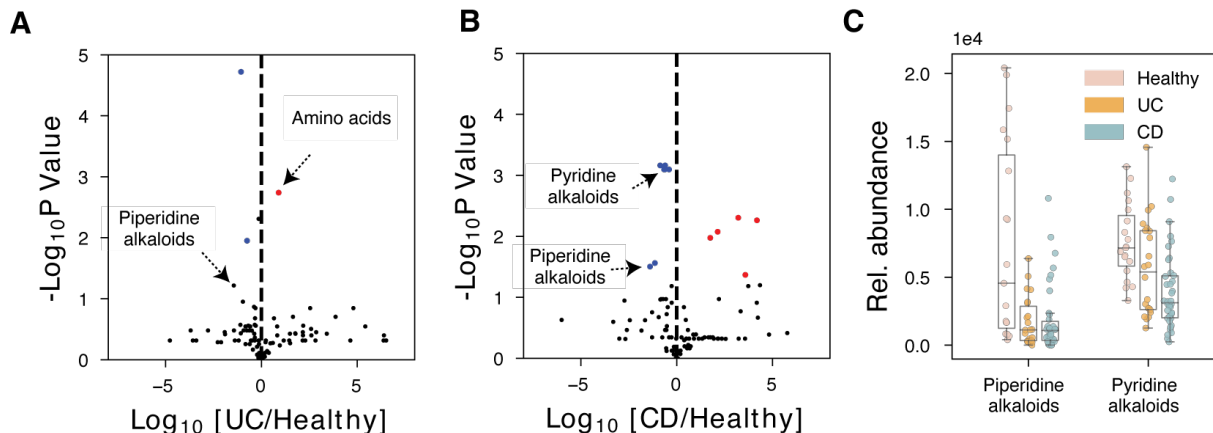 A
-Log10P Value
5
4
3
2
1
0
Amino acids
Piperidine
alkaloids
−5
0
5
Log10 [UC/Healthy]
B
-Log10P Value
5
4
3
2
1
0
Pyridine
alkaloids
Piperidine
alkaloids
−5
0
5
Log10 [CD/Healthy]
C
1e4
Rel. abundance
2.0
1.5
1.0
0.5
0.0
Healthy
UC
CD
Piperidine
alkaloids
Pyridine
alkaloids